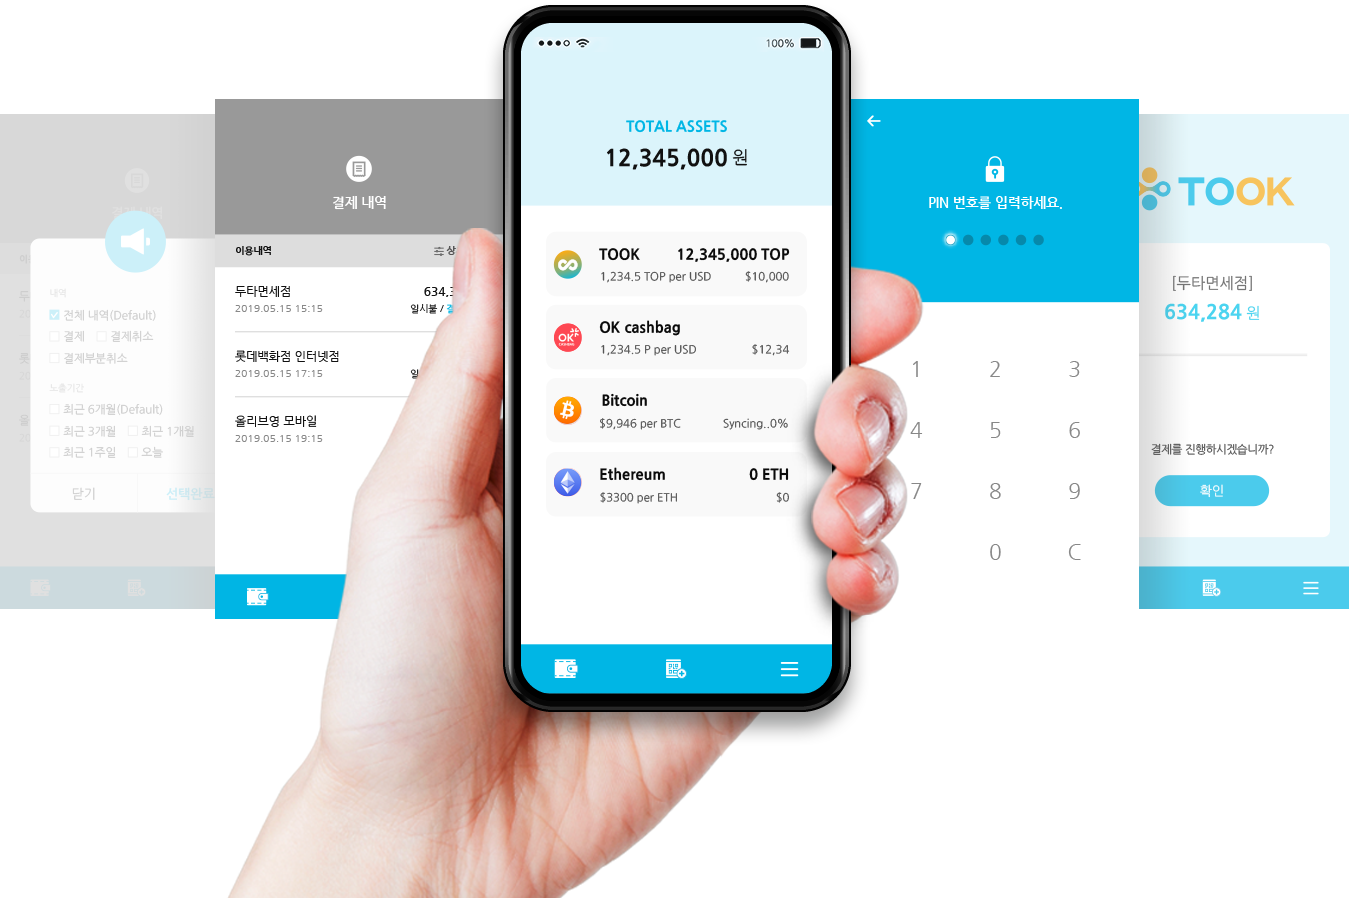 내역
전체 내역(Default)
결제 결제취소
결제부분취소
노출기간
최근 6개월(Default)
최근 3개월 최근 1개월
최근 1주일 오늘
닫기 선택완료
결제 내역
이용내역 상
두타면세점 634,3
2019.05.15 15:15 일시불 /
롯데백화점 인터넷점
2019.05.15 17:15 일
올리브영 모바일
2019.05.15 19:15
100%
TOTAL ASSETS
12,345,000 원
TOOK 12,345,000 TOP
1,234.5 TOP per USD $10,000
OK cashbag
1,234.5 P per USD $12,34
Bitcoin
$9,946 per BTC Syncing..0%
Ethereum 0 ETH
$3300 per ETH $0
PIN 번호를 입력하세요.
1 2 3
4 5 6
7 8 9
0 C
TOOK
[두타면세점]
634,284 원
결제를 진행하시겠습니까?
확인